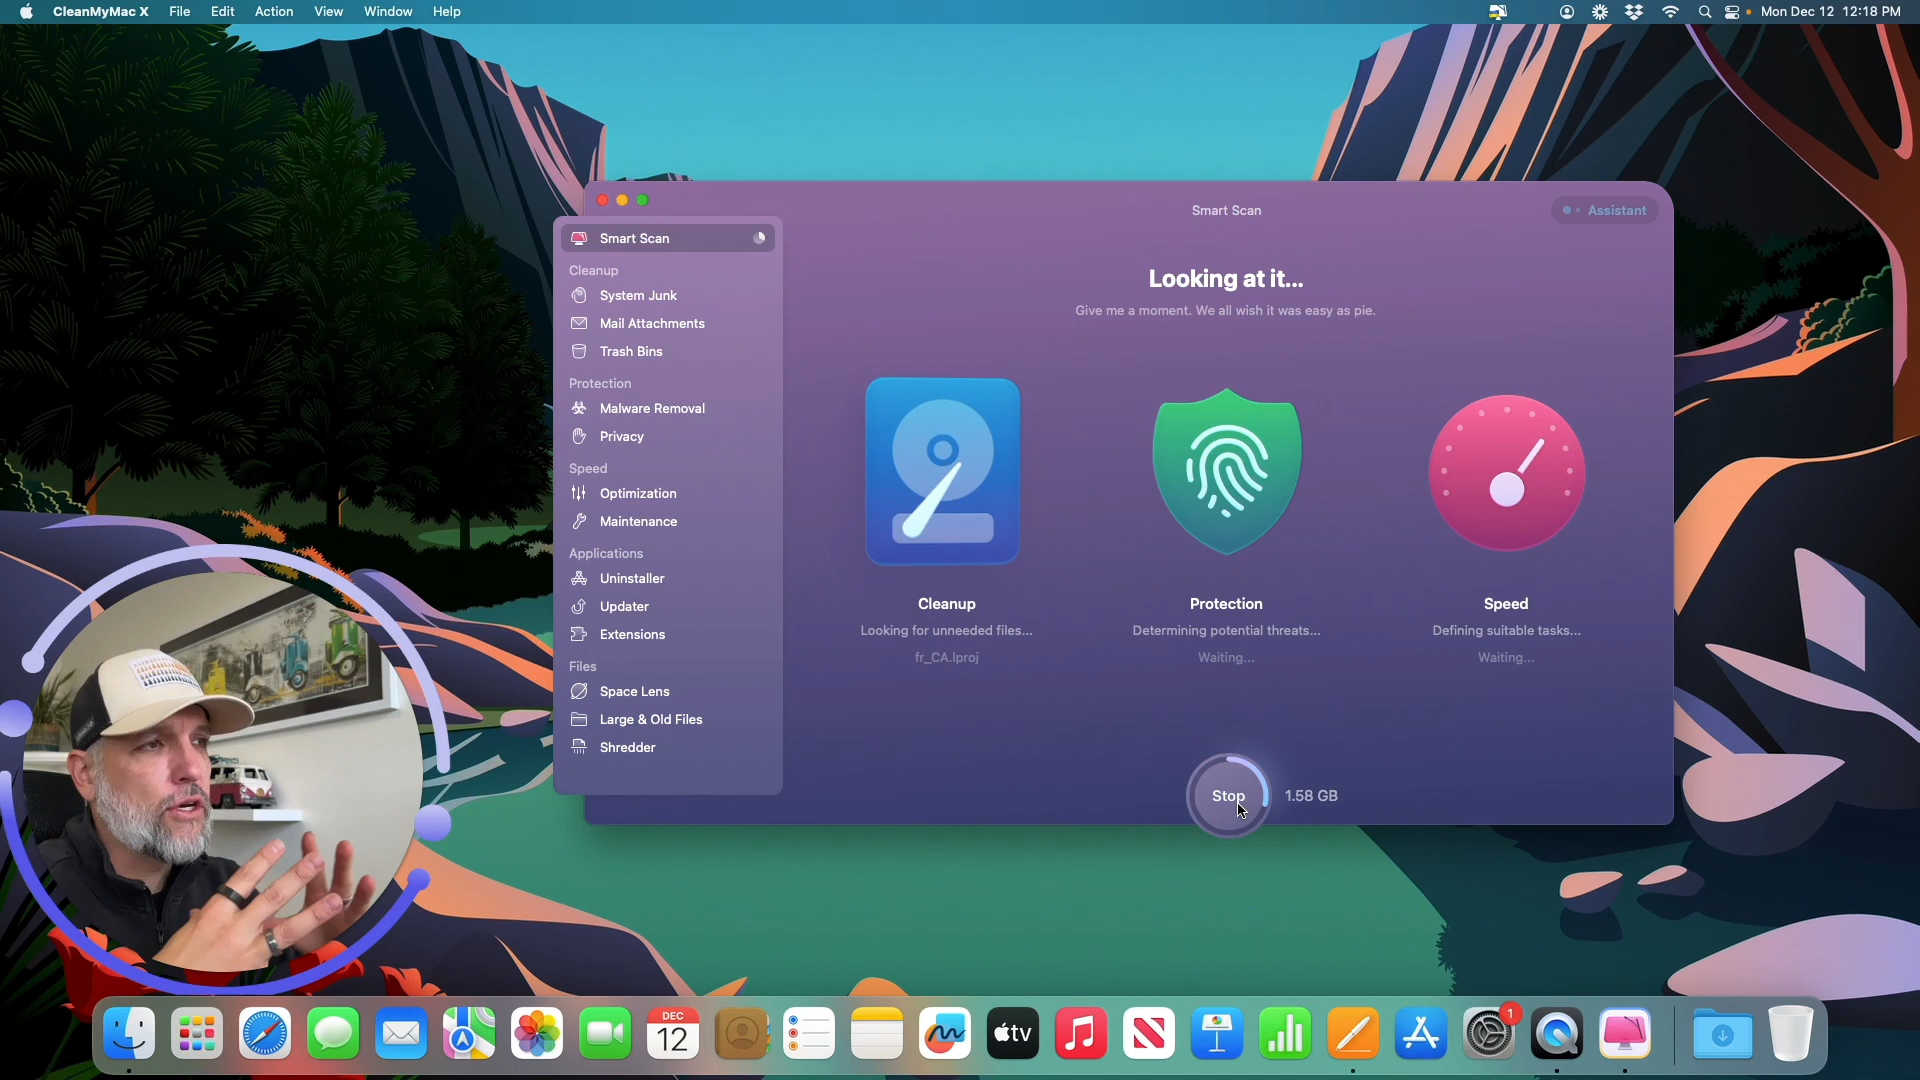 CleanMyMac X File Edit Action View Window Help
Mon Dec 12 12:18 PM
Smart Scan
Assistant
Smart Scan
Cleanup
System Junk
Mail Attachments
Trash Bins
Protection
Malware Removal
Privacy
Speed
Optimization
Maintenance
Applications
Uninstaller
Updater
Extensions
Files
Space Lens
Large & Old Files
Shredder
Looking at it...
Give me a moment. We all wish it was easy as pie.
Cleanup
Looking for unneeded files...
fr_CA.lproj
Protection
Determining potential threats...
Waiting...
Speed
Defining suitable tasks...
Waiting...
Stop
1.58 GB
DEC
12
tv
1